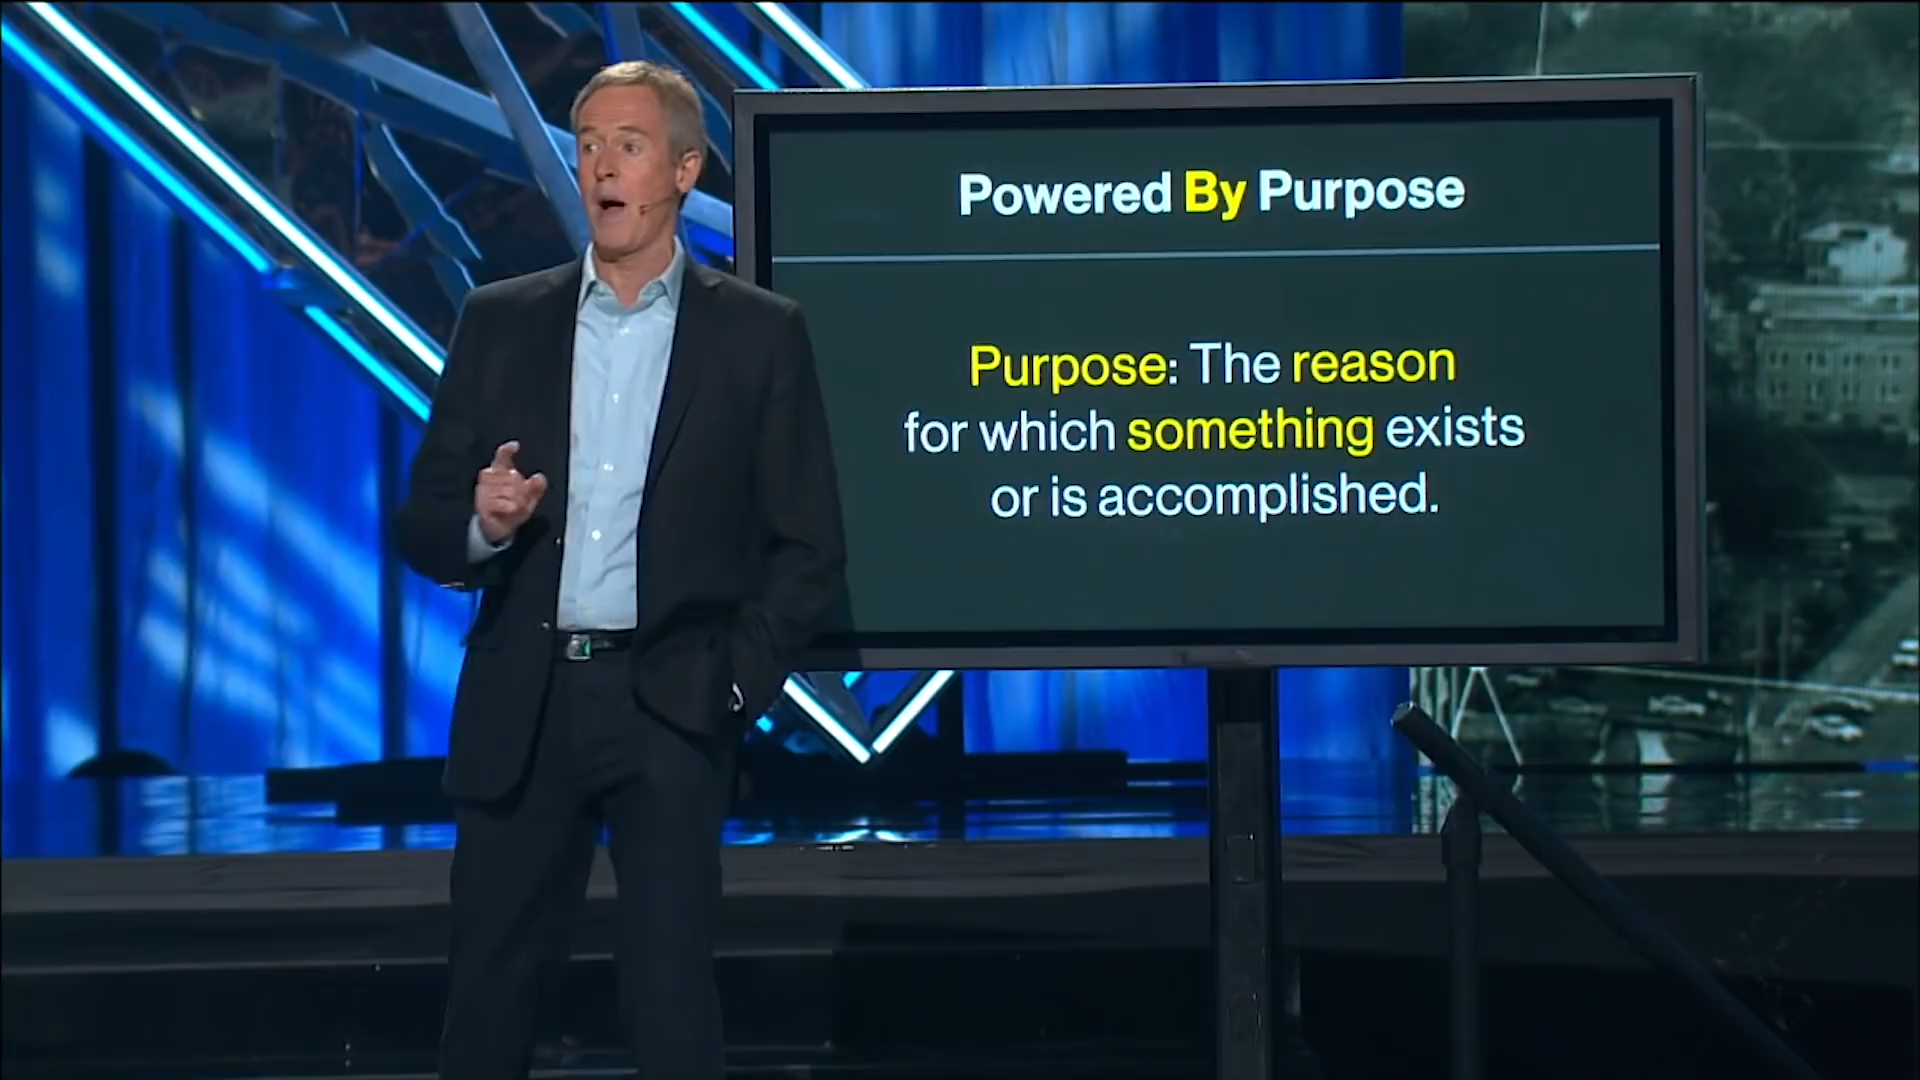 Powered By Purpose
Purpose: The reason
for which something exists
or is accomplished.